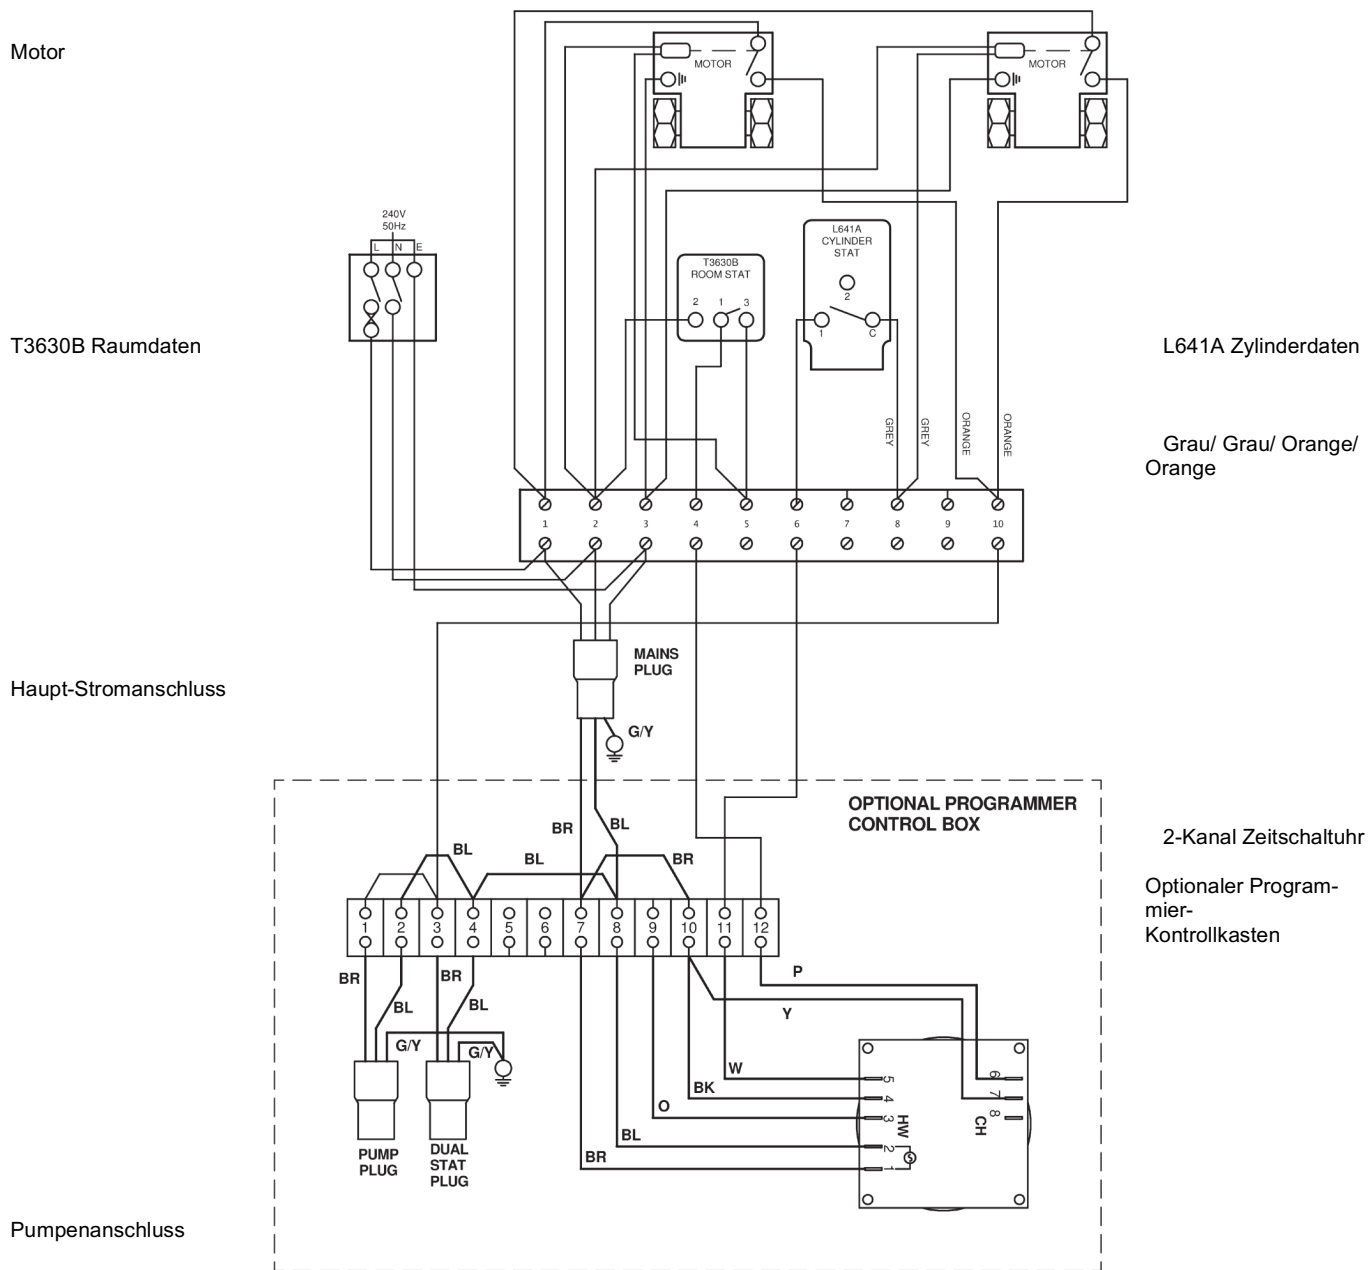 Motor
MOTOR
MOTOR
240V
50Hz
L N E
T3630B
ROOM STAT
2 1 3
L641A
CYLINDER
STAT
2
1 C
T3630B Raumdaten
L641A Zylinderdaten
GREY
GREY
ORANGE
ORANGE
Grau/ Grau/ Orange/
Orange
1 2 3 4 5 6 7 8 9 10
MAINS
PLUG
Haupt-Stromanschluss
G/Y
OPTIONAL PROGRAMMER
CONTROL BOX
BR
BL
2-Kanal Zeitschaltuhr
BL
BL
BR
Optionaler Program-
mier-
Kontrollkasten
1 2 3 4 5 6 7 8 9 10 11 12
BR
BL
BR
BL
P
Y
G/Y
G/Y
W
BK
O
BL
BR
5
4
3
2
1
HW
6
7
8
CH
PUMP
PLUG
DUAL
STAT
PLUG
Pumpenanschluss